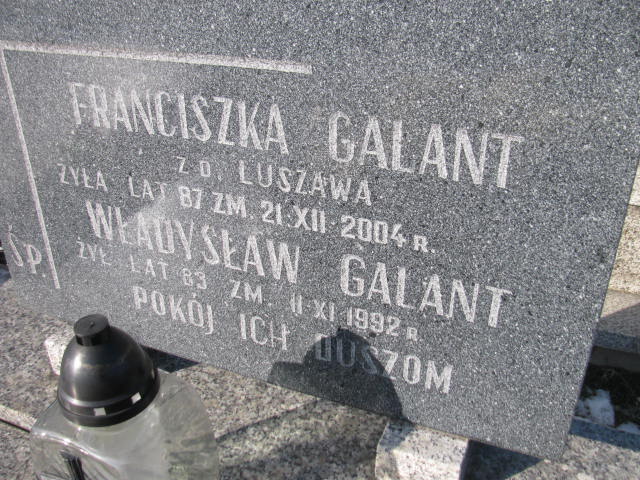 FRANCISZKA GALANT
Z D. ŁUSZAWA
ŻYŁA LAT 87 ZM. 21.XII.2004 R.
WŁADYSŁAW GALANT
ŻYŁ LAT 83 ZM. 11.XI.1992 R
ŚP.
POKÓJ ICH DUSZOM